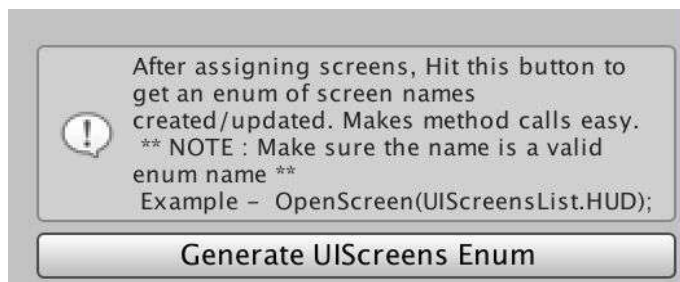 After assigning screens, Hit this button to
get an enum of screen names
created/updated. Makes method calls easy.
** NOTE : Make sure the name is a valid
enum name **
Example – OpenScreen(UIScreensList.HUD);
Generate UIScreens Enum